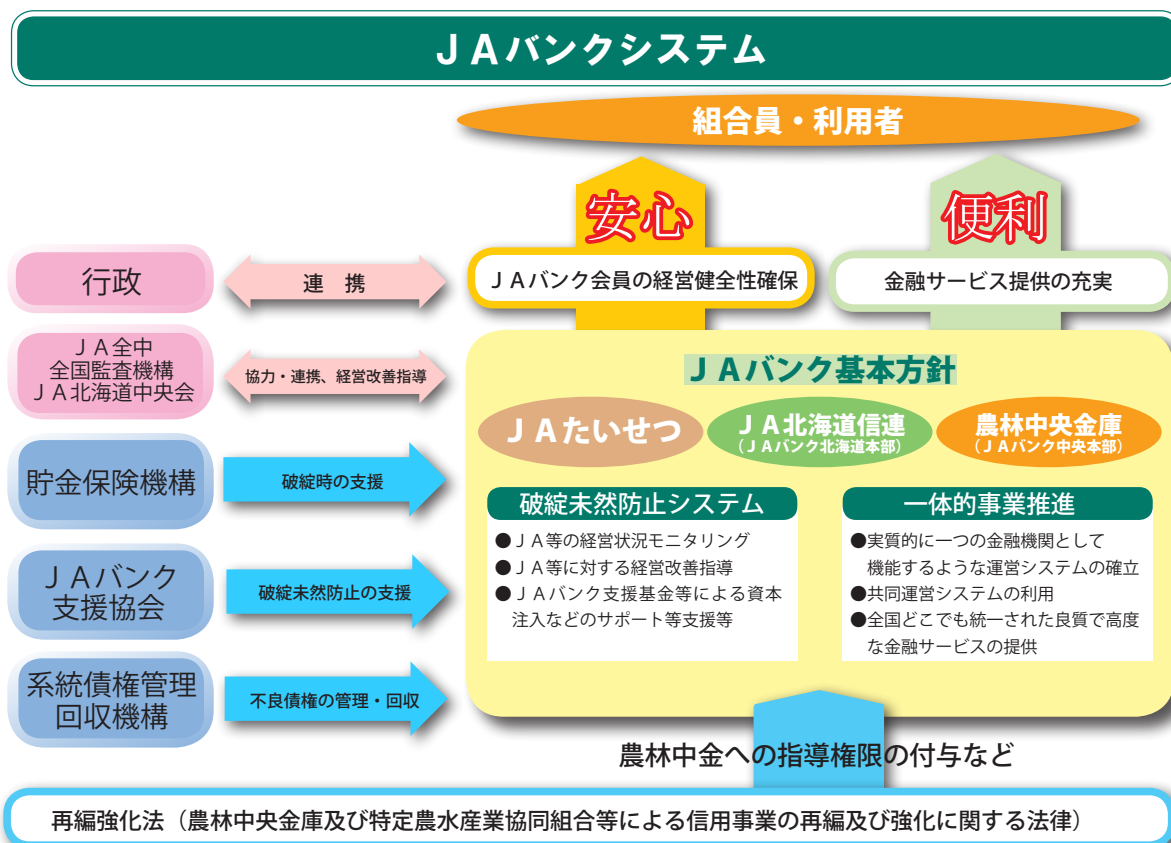 JAバンクシステム
組合員・利用者
安心
便利
JAバンク会員の経営健全性確保
金融サービス提供の充実
行政
連 携
JA全中
全国監査機構
JA北海道中央会
協力・連携、経営改善指導
貯金保険機構
破綻時の支援
JAバンク
支援協会
破綻未然防止の支援
系統債権管理
回収機構
不良債権の管理・回収
JAバンク基本方針
JAたいせつ
JA北海道信連
(JAバンク北海道本部)
農林中央金庫
(JAバンク中央本部)
破綻未然防止システム
●JA等の経営状況モニタリング
●JA等に対する経営改善指導
●JAバンク支援基金等による資本
注入などのサポート等支援等
一体的事業推進
●実質的に一つの金融機関として
機能するような運営システムの確立
●共同運営システムの利用
●全国どこでも統一された良質で高度
な金融サービスの提供
農林中金への指導権限の付与など
再編強化法(農林中央金庫及び特定農水産業協同組合等による信用事業の再編及び強化に関する法律)